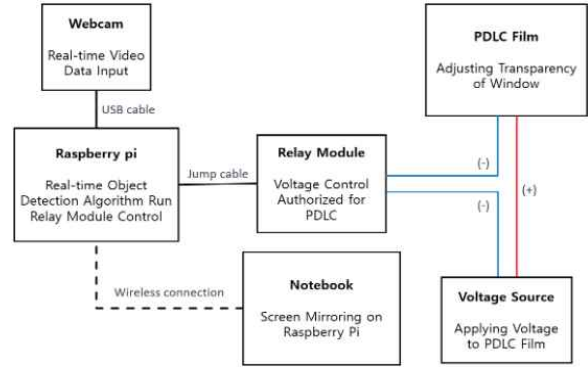 Webcam
Real-time Video
Data Input
USB cable
Raspberry pi
Real-time Object
Detection Algorithm Run
Relay Module Control
Jump cable
Relay Module
Voltage Control
Authorized for
PDLC
PDLC Film
Adjusting Transparency
of Window
(-)
(-)
(+)
Wireless connection
Notebook
Screen Mirroring on
Raspberry Pi
Voltage Source
Applying Voltage
to PDLC Film